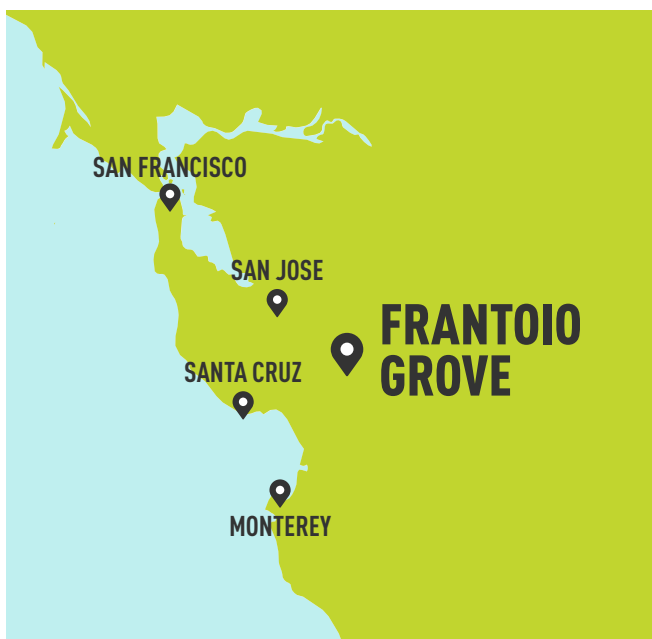 SAN FRANCISCO
SAN JOSE
FRANTOIO
GROVE
SANTA CRUZ
MONTEREY